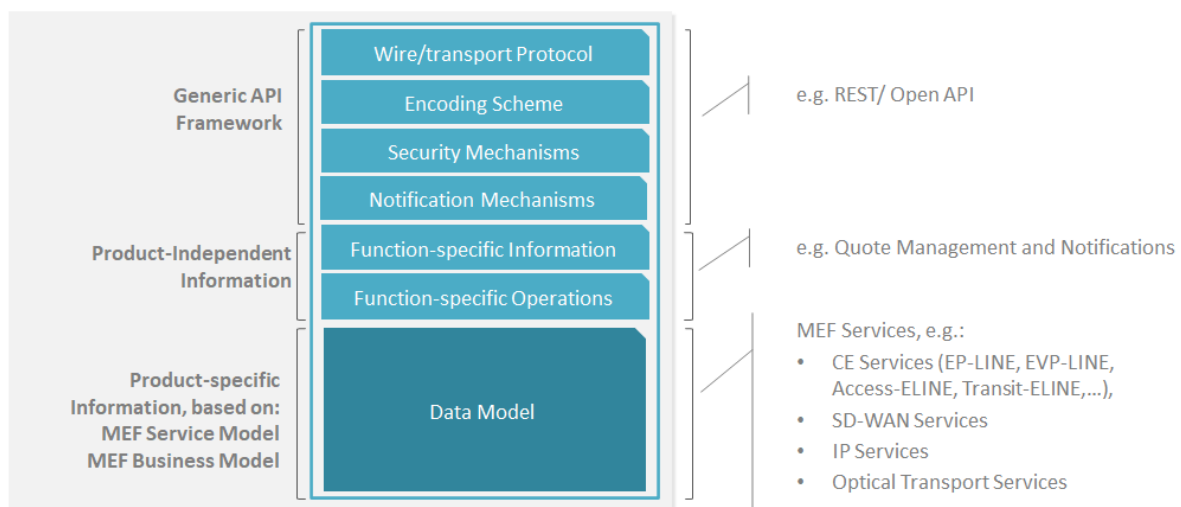 Generic API
Framework
Wire/transport Protocol
Encoding Scheme
Security Mechanisms
Notification Mechanisms
e.g. REST/ Open API
Product-Independent
Information
Function-specific Information
Function-specific Operations
e.g. Quote Management and Notifications
Product-specific
Information, based on:
MEF Service Model
MEF Business Model
Data Model
MEF Services, e.g.:
• CE Services (EP-LINE, EVP-LINE,
Access-ELINE, Transit-ELINE,...),
• SD-WAN Services
• IP Services
• Optical Transport Services